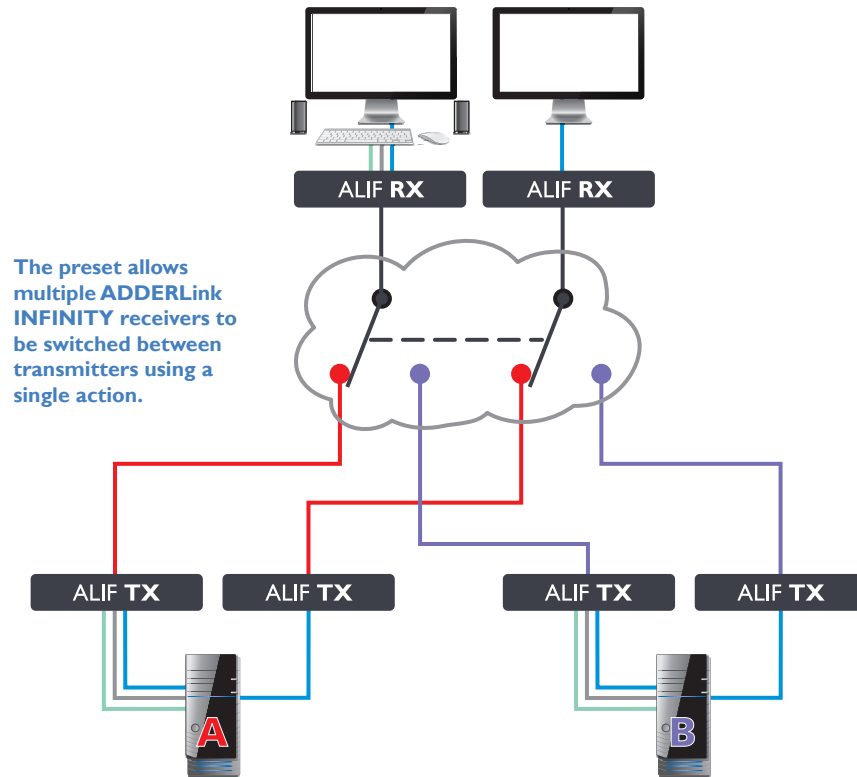 ALIF RX
ALIF RX
The preset allows
multiple ADDERLink
INFINITY receivers to
be switched between
transmitters using a
single action.
ALIF TX
ALIF TX
ALIF TX
ALIF TX
A
B